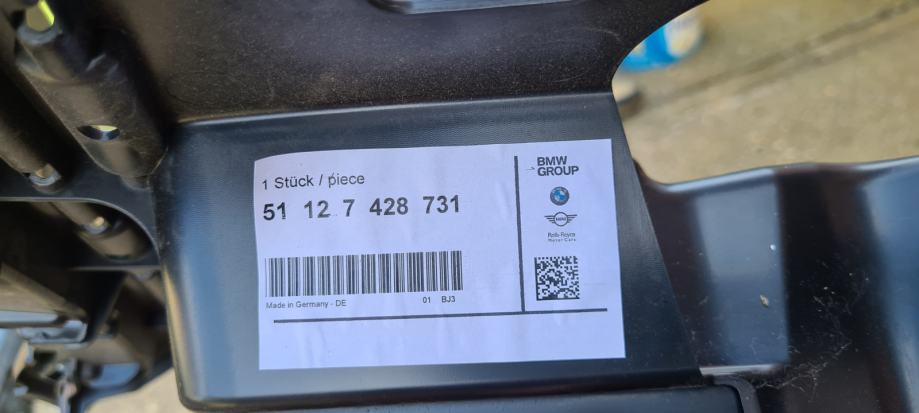 1 Stück / piece
51 12 7 428 731
Made in Germany - DE 01 BJ3
BMW
GROUP
MINI
Rolls-Royce
Motor Cars